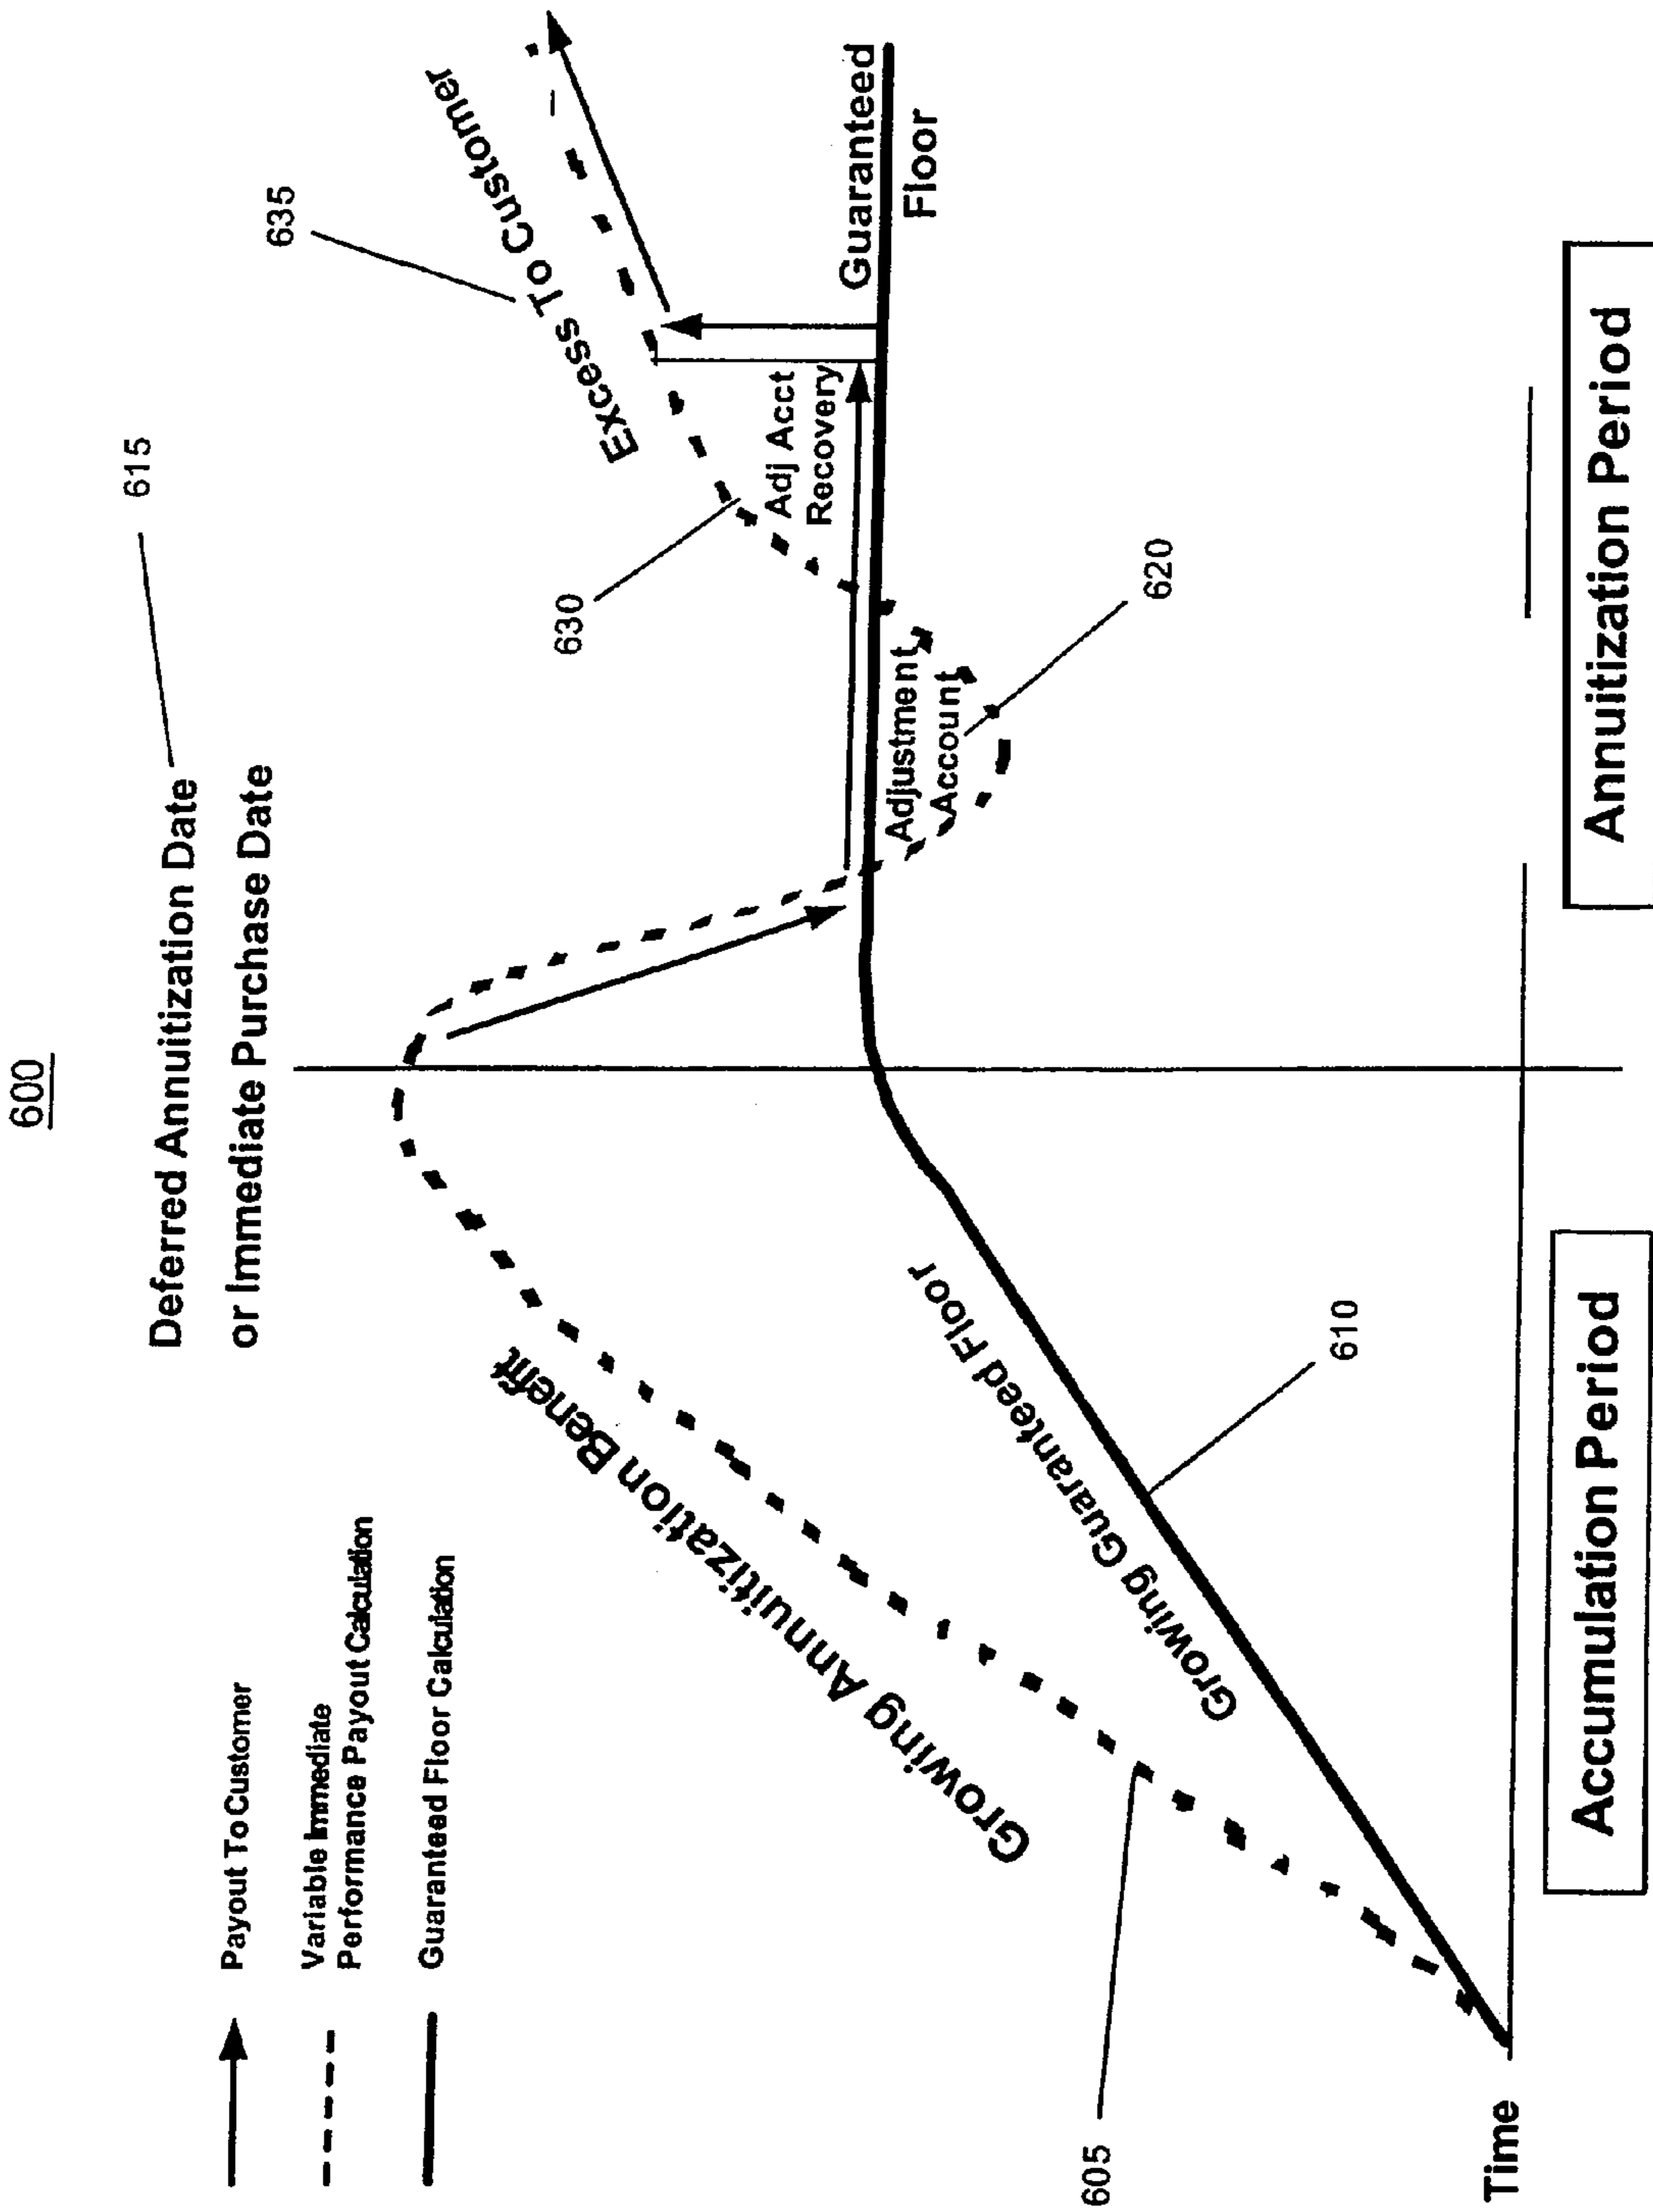 600
Deferred Annuitization Date
or Immediate Purchase Date
615
Payout To Customer
Variable Immediate
Performance Payout Calculation
Guaranteed Floor Calculation
635
Excess To Customer
Growing Annuitization Benefit
630
Adj Acct
Recovery
Guaranteed
Floor
Adjustment
Account
620
Growing Guaranteed Floor
610
605
Time
Accumulation Period
Annuitization Period